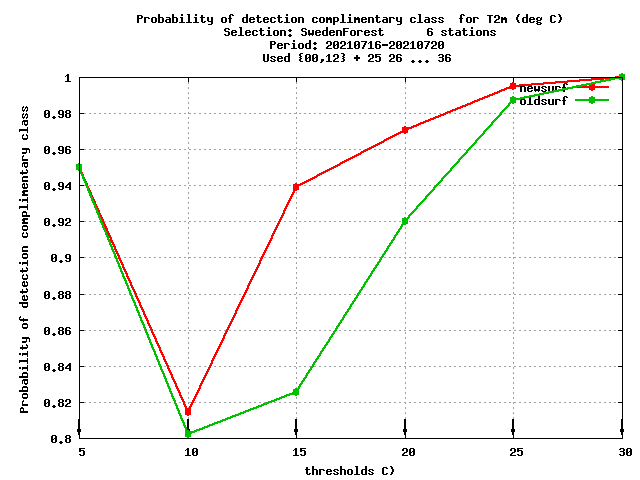 Probability of detection complimentary class  for T2m (deg C)
Selection: SwedenForest      6 stations
Period: 20210716-20210720
Used {00,12} + 25 26 ... 36
Probability of detection complimentary class
1
0.98
0.96
0.94
0.92
0.9
0.88
0.86
0.84
0.82
0.8
newsurf
oldsurf
5 10 15 20 25 30
thresholds C)